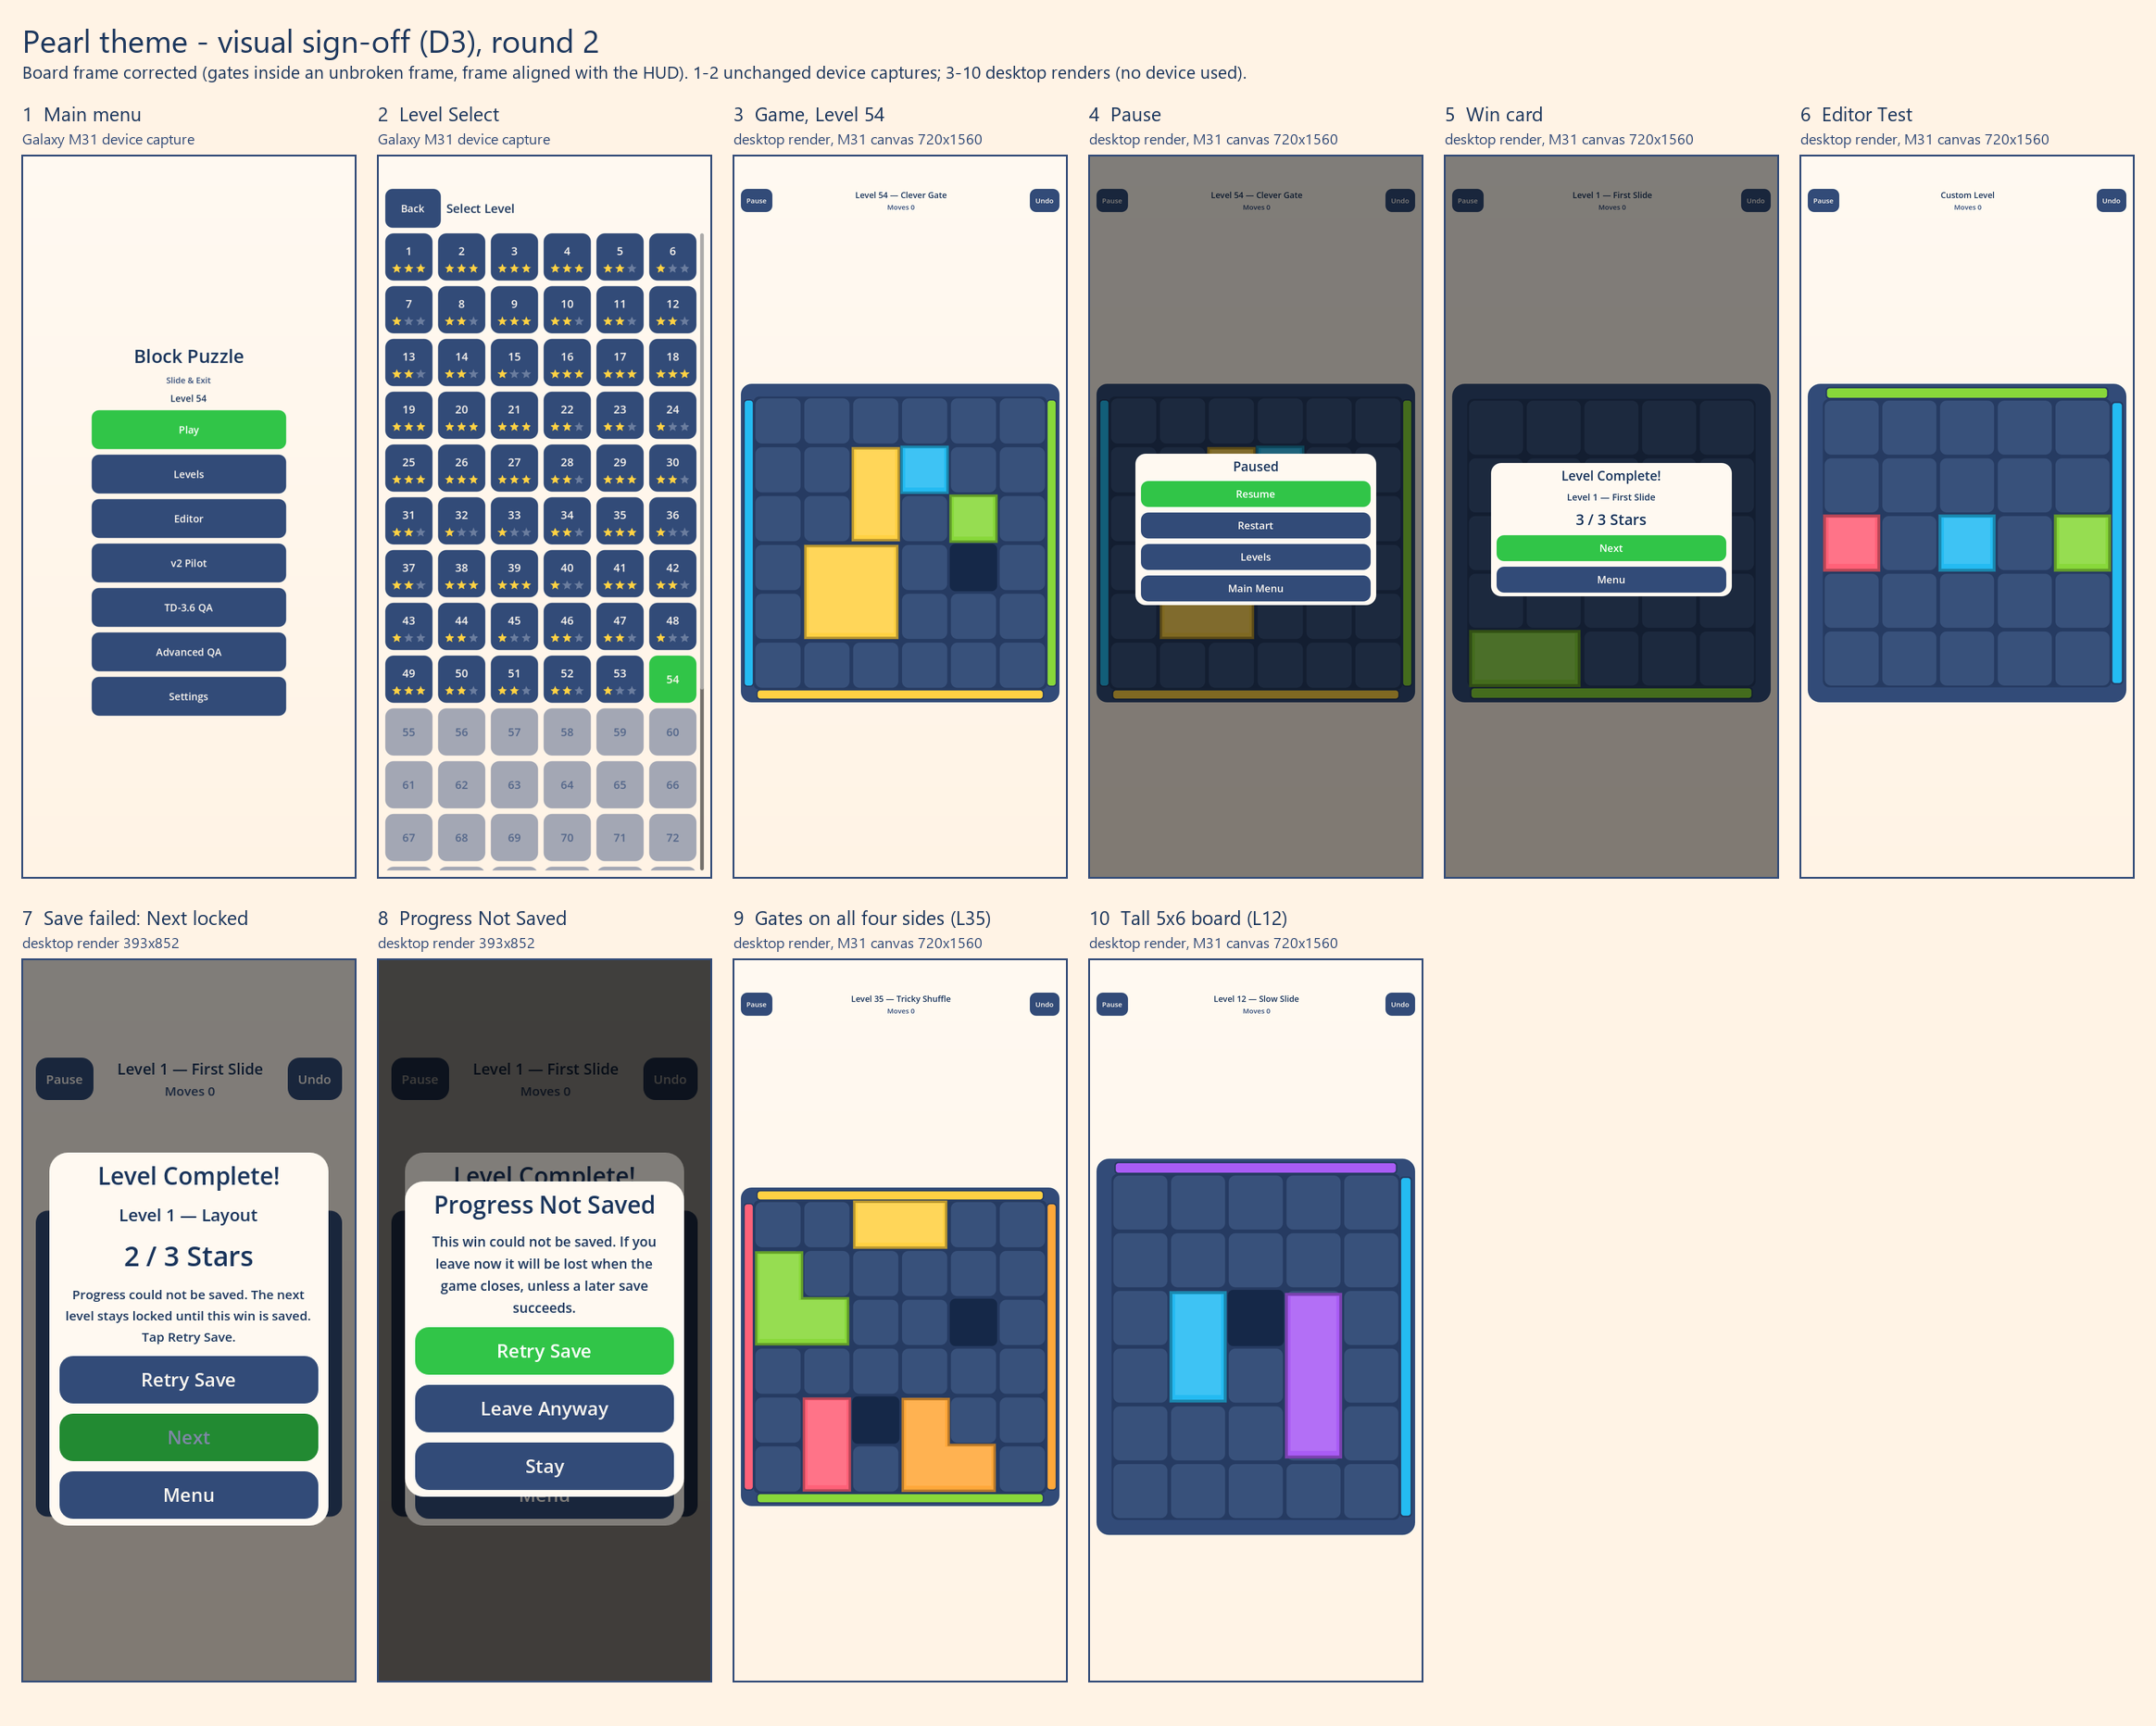 Pearl theme - visual sign-off (D3), round 2
Board frame corrected (gates inside an unbroken frame, frame aligned with the HUD). 1-2 unchanged device captures; 3-10 desktop renders (no device used).
1 Main menu
Galaxy M31 device capture
Block Puzzle
Slide & Exit
Level 54
Play
Levels
Editor
v2 Pilot
TD-3.6 QA
Advanced QA
Settings
2 Level Select
Galaxy M31 device capture
Back Select Level
1 2 3 4 5 6
7 8 9 10 11 12
13 14 15 16 17 18
19 20 21 22 23 24
25 26 27 28 29 30
31 32 33 34 35 36
37 38 39 40 41 42
43 44 45 46 47 48
49 50 51 52 53 54
55 56 57 58 59 60
61 62 63 64 65 66
67 68 69 70 71 72
3 Game, Level 54
desktop render, M31 canvas 720x1560
Pause Level 54 — Clever Gate Undo
Moves 0
4 Pause
desktop render, M31 canvas 720x1560
Pause Level 54 — Clever Gate Undo
Moves 0
Paused
Resume
Restart
Levels
Main Menu
5 Win card
desktop render, M31 canvas 720x1560
Pause Level 1 — First Slide Undo
Moves 0
Level Complete!
Level 1 — First Slide
3 / 3 Stars
Next
Menu
6 Editor Test
desktop render, M31 canvas 720x1560
Pause Custom Level Undo
Moves 0
7 Save failed: Next locked
desktop render 393x852
Pause Level 1 — First Slide Undo
Moves 0
Level Complete!
Level 1 — Layout
2 / 3 Stars
Progress could not be saved. The next
level stays locked until this win is saved.
Tap Retry Save.
Retry Save
Next
Menu
8 Progress Not Saved
desktop render 393x852
Pause Level 1 — First Slide Undo
Moves 0
Level Complete!
Progress Not Saved
This win could not be saved. If you
leave now it will be lost when the
game closes, unless a later save
succeeds.
Retry Save
Leave Anyway
Stay
Menu
9 Gates on all four sides (L35)
desktop render, M31 canvas 720x1560
Pause Level 35 — Tricky Shuffle Undo
Moves 0
10 Tall 5x6 board (L12)
desktop render, M31 canvas 720x1560
Pause Level 12 — Slow Slide Undo
Moves 0